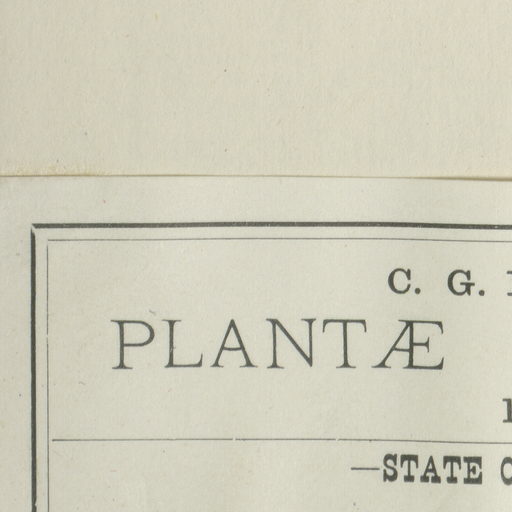 C. G.
PLANTÆ
—STATE